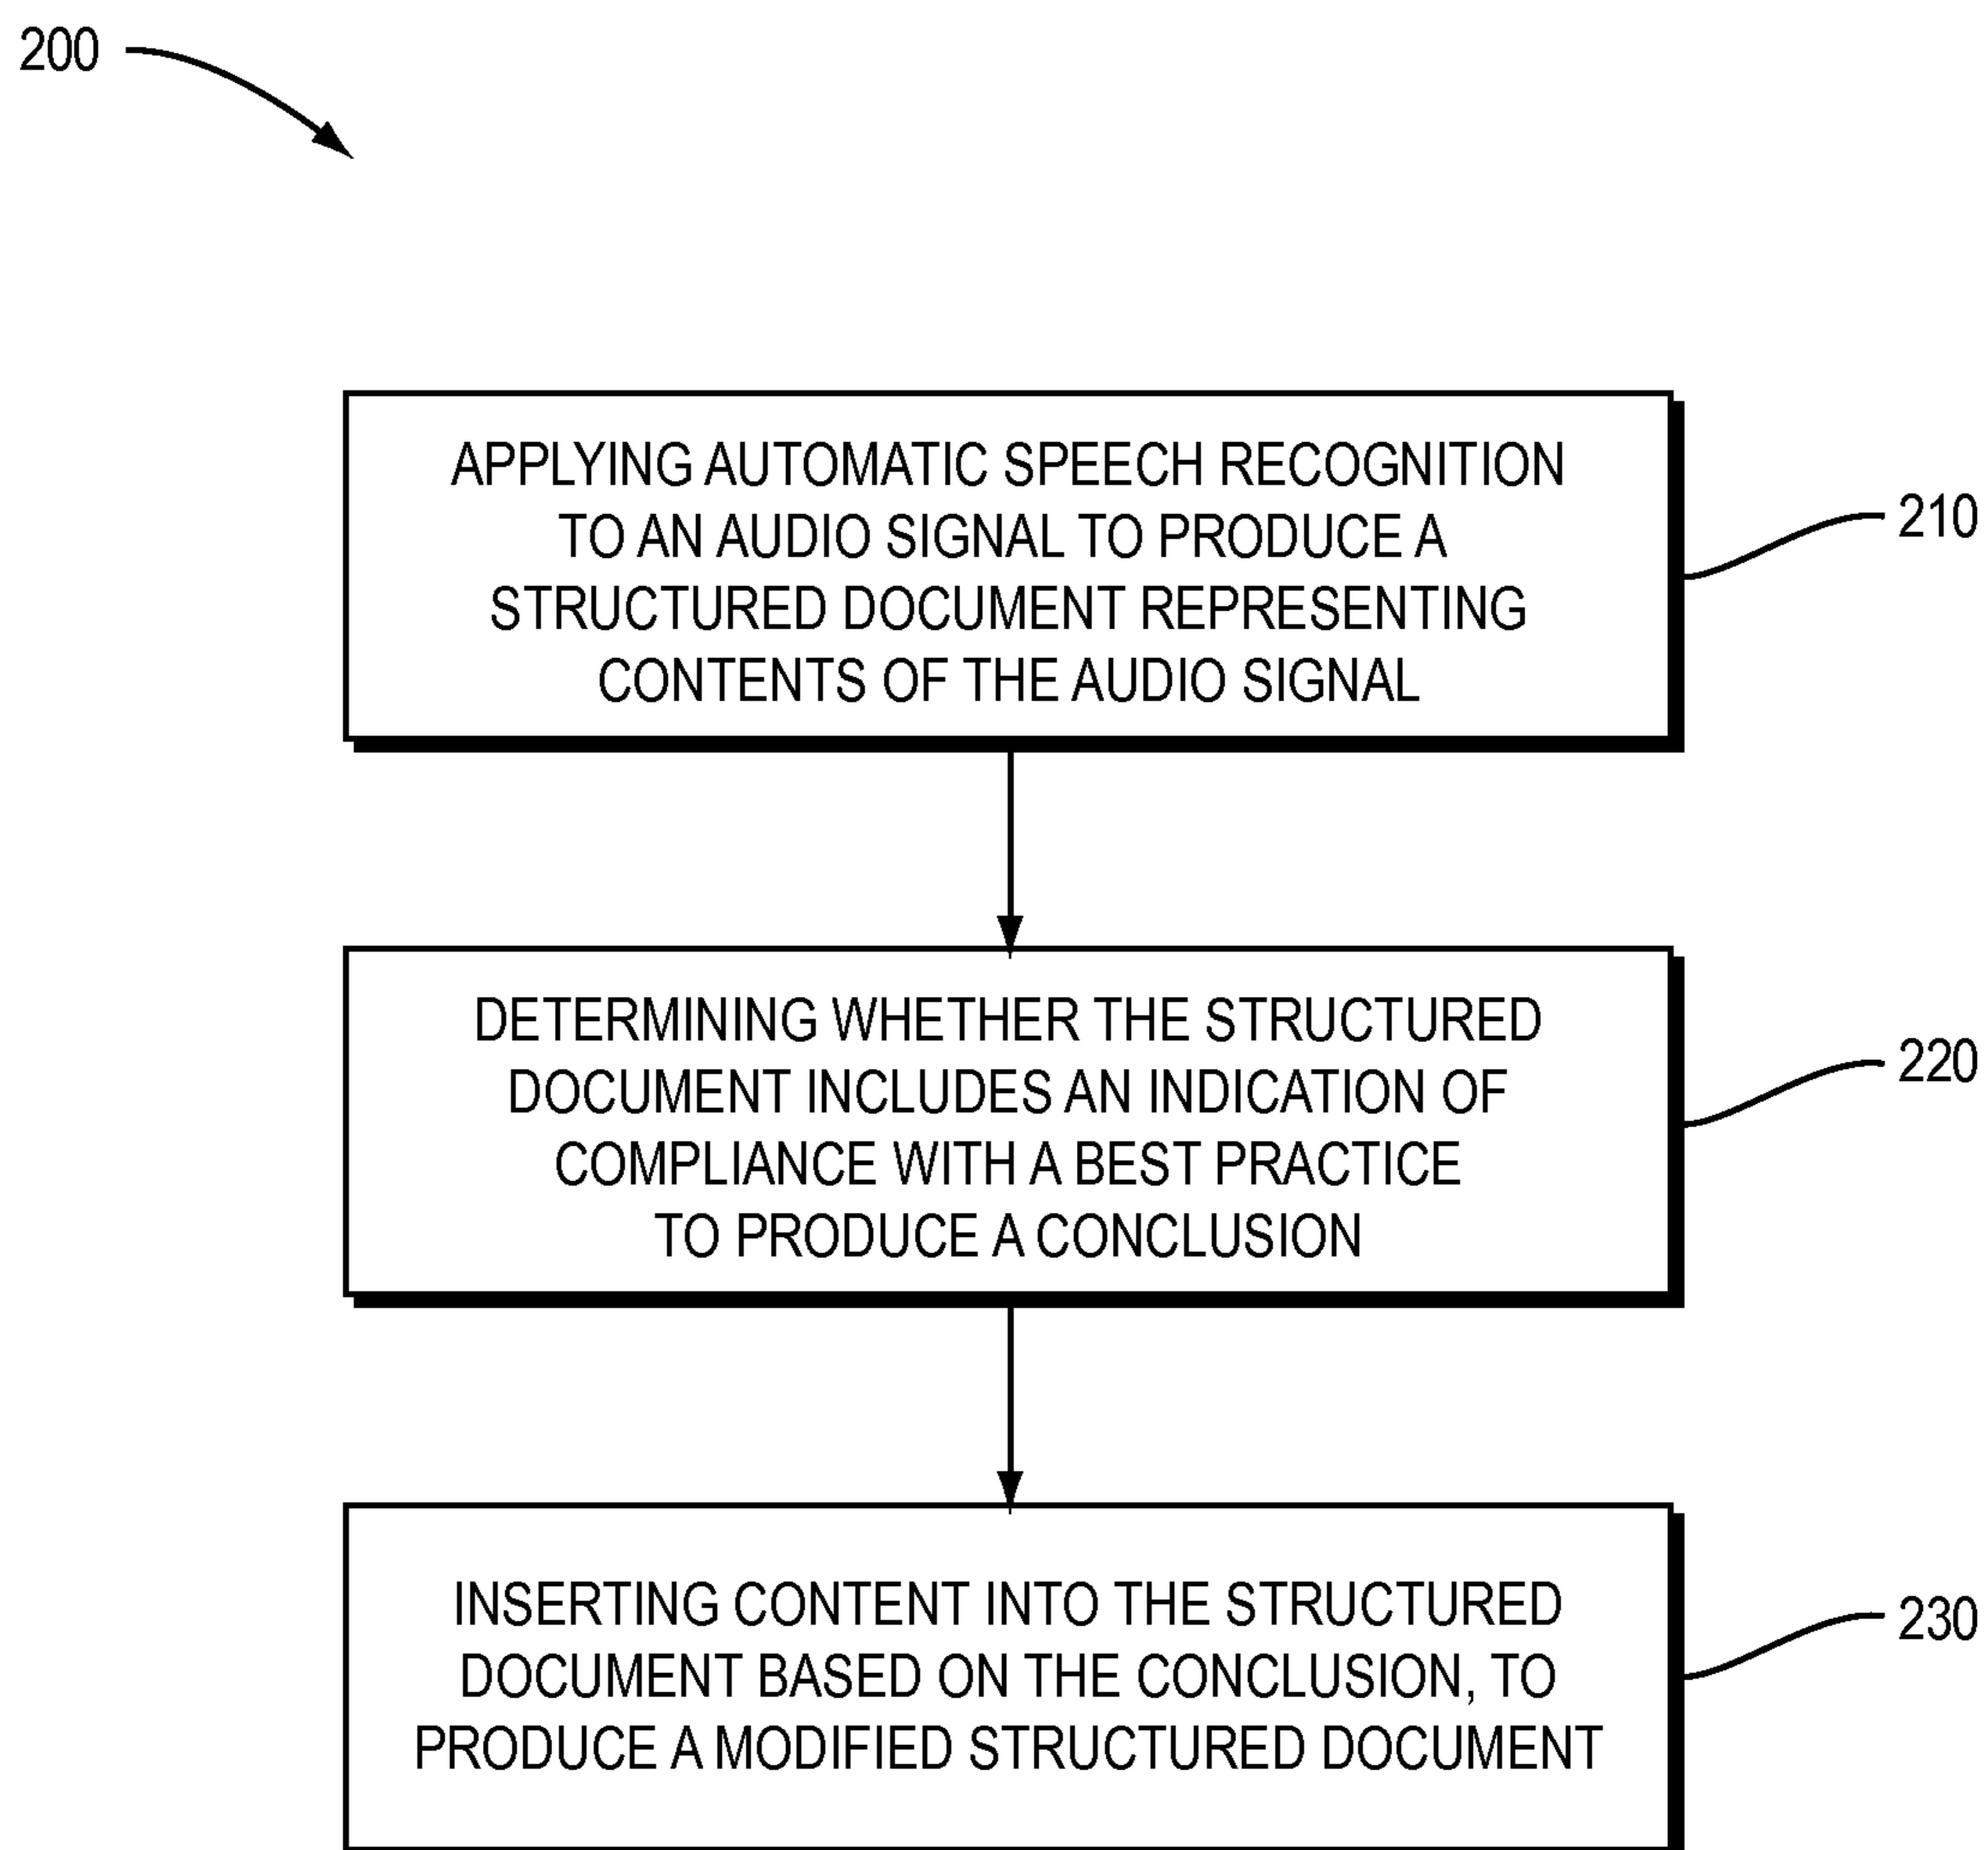 200
APPLYING AUTOMATIC SPEECH RECOGNITION
TO AN AUDIO SIGNAL TO PRODUCE A
STRUCTURED DOCUMENT REPRESENTING
CONTENTS OF THE AUDIO SIGNAL
210
DETERMINING WHETHER THE STRUCTURED
DOCUMENT INCLUDES AN INDICATION OF
COMPLIANCE WITH A BEST PRACTICE
TO PRODUCE A CONCLUSION
220
INSERTING CONTENT INTO THE STRUCTURED
DOCUMENT BASED ON THE CONCLUSION, TO
PRODUCE A MODIFIED STRUCTURED DOCUMENT
230